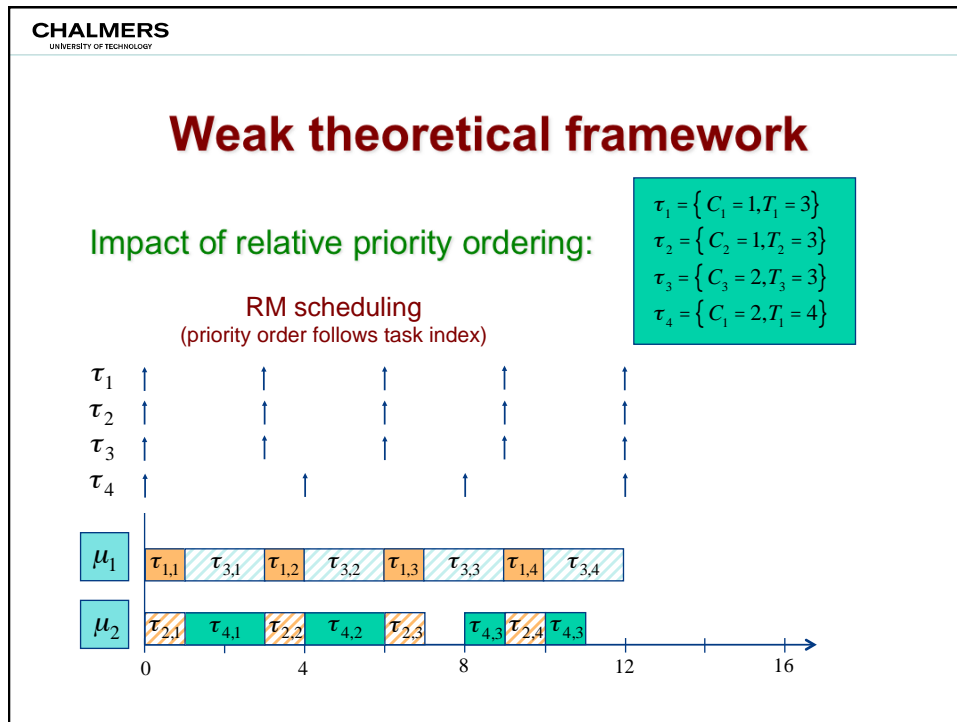 CHALMERS
UNIVERSITY OF TECHNOLOGY
Weak theoretical framework
τ₁ = { C₁ = 1, T₁ = 3}
τ₂ = { C₂ = 1, T₂ = 3}
τ₃ = { C₃ = 2, T₃ = 3}
τ₄ = { C₁ = 2, T₁ = 4}
Impact of relative priority ordering:
RM scheduling
(priority order follows task index)
τ₁
τ₂
τ₃
τ₄
μ₁ τ₁,₁ τ₃,₁ τ₁,₂ τ₃,₂ τ₁,₃ τ₃,₃ τ₁,₄ τ₃,₄
μ₂ τ₂,₁ τ₄,₁ τ₂,₂ τ₄,₂ τ₂,₃ τ₄,₃ τ₂,₄ τ₄,₃
0 4 8 12 16